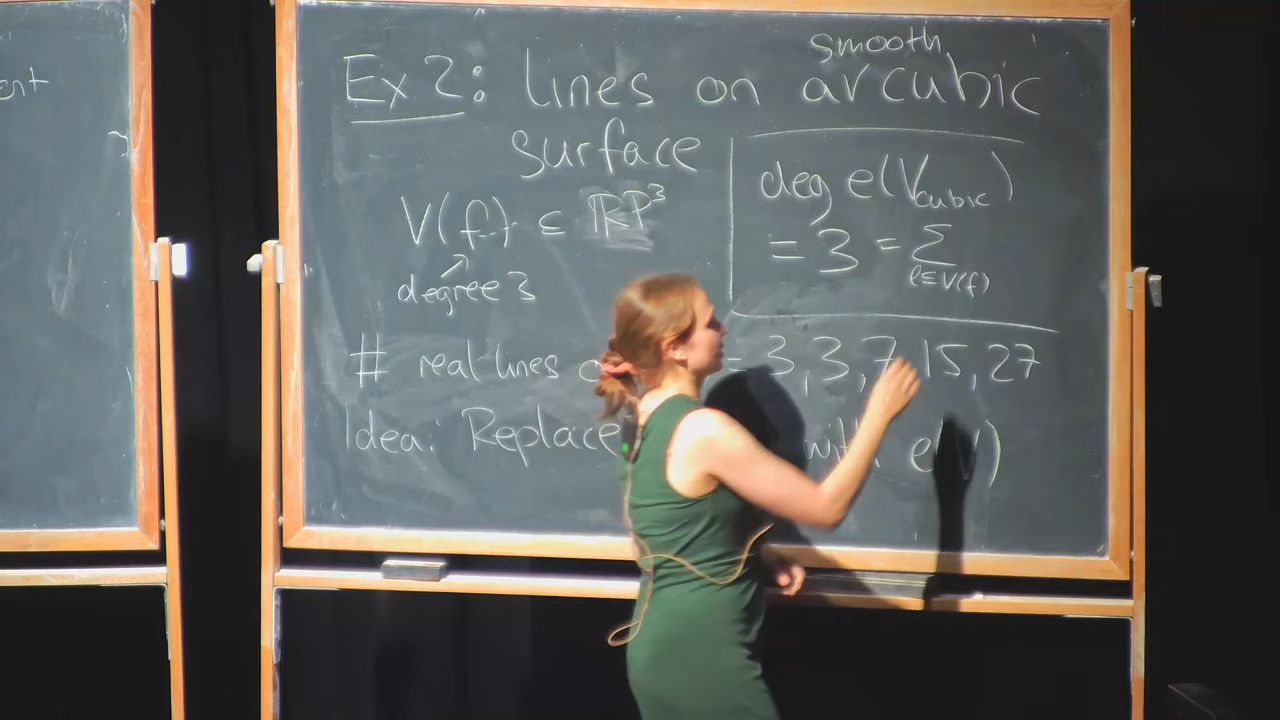 ent
smooth
Ex 2: lines on a cubic
surface
V(f) ⊆ RP³
degree 3
deg e(V_cubic)
= 3 = Σ
ℓ⊆V(f)
# real lines = 3, 3, 7, 15, 27
Idea: Replace with e(V)